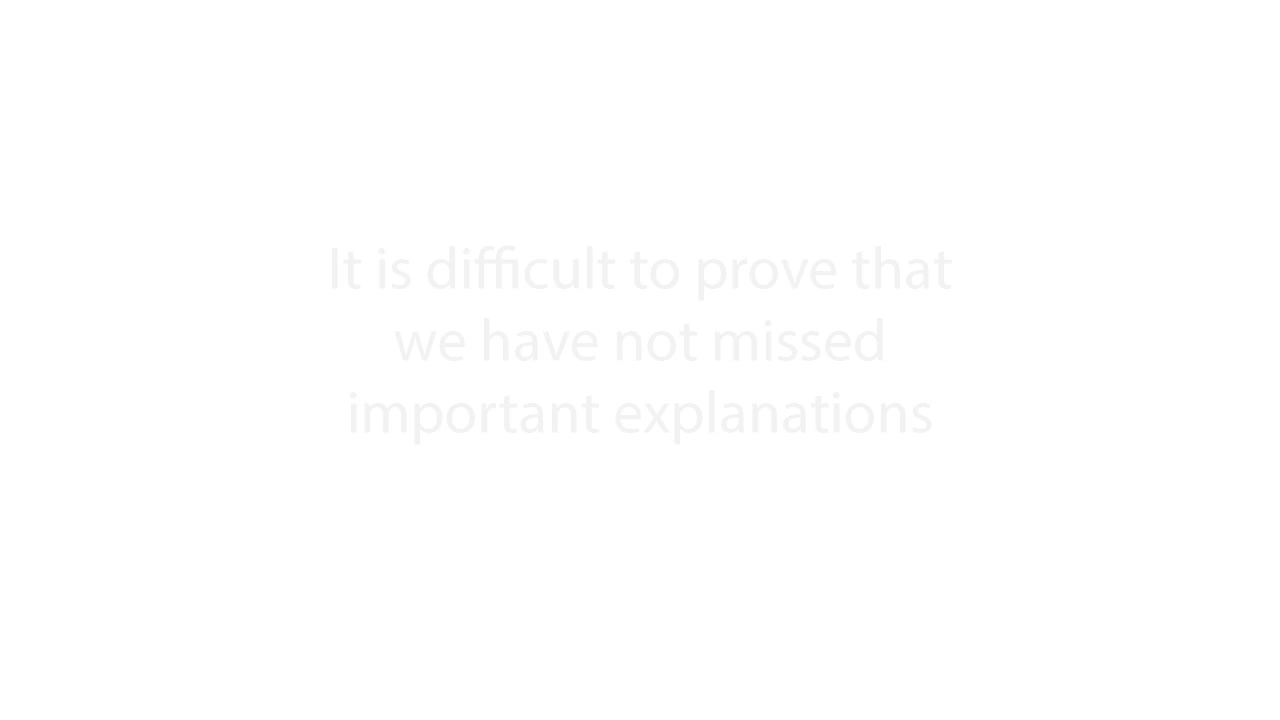 It is difficult to prove that
we have not missed
important explanations